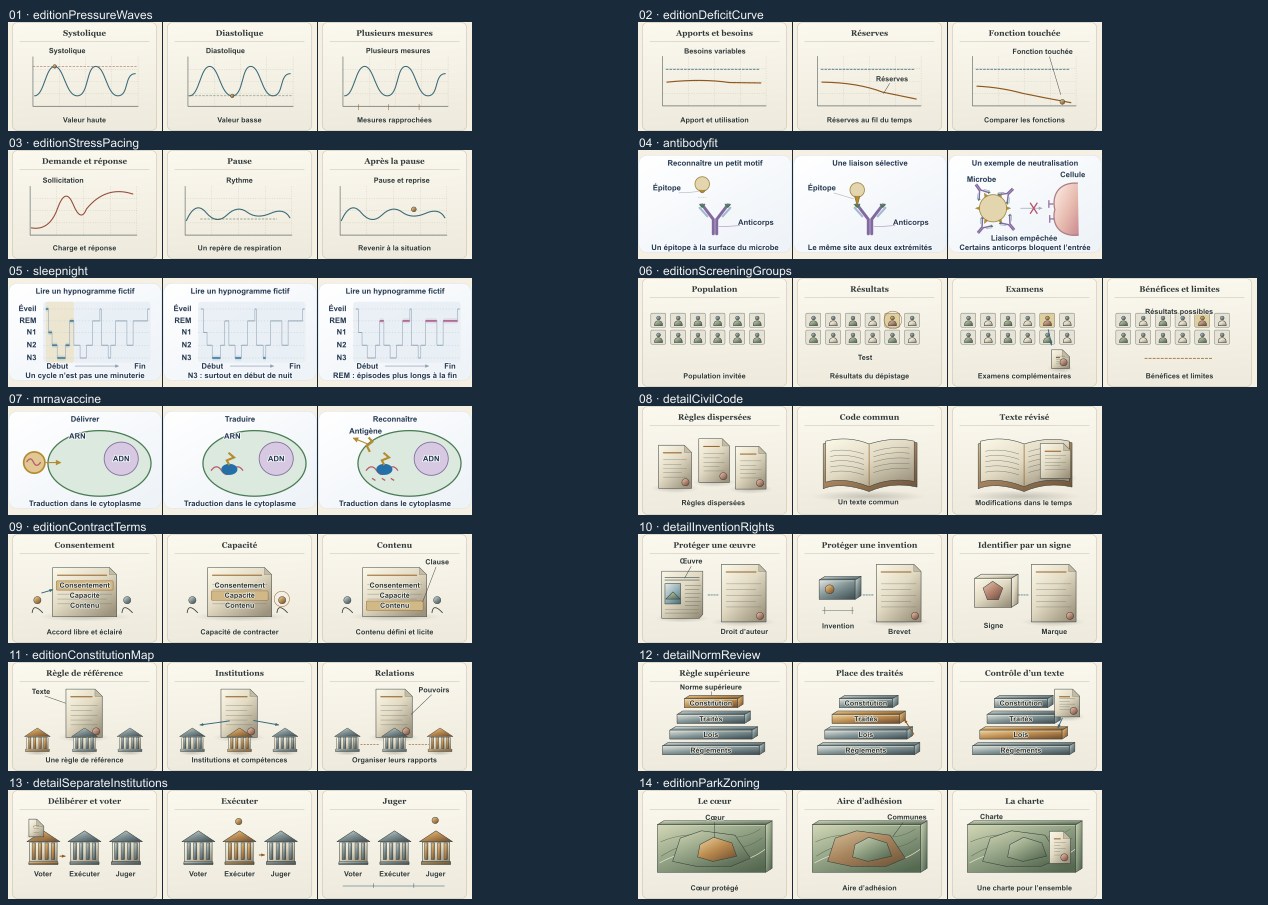 01 · editionPressureWaves
Systolique
Systolique
Valeur haute
Diastolique
Diastolique
Valeur basse
Plusieurs mesures
Plusieurs mesures
Mesures rapprochées
02 · editionDeficitCurve
Apports et besoins
Besoins variables
Apport et utilisation
Réserves
Réserves
Réserves au fil du temps
Fonction touchée
Fonction touchée
Comparer les fonctions
03 · editionStressPacing
Demande et réponse
Sollicitation
Charge et réponse
Pause
Rythme
Un repère de respiration
Après la pause
Pause et reprise
Revenir à la situation
04 · antibodyfit
Reconnaître un petit motif
Épitope
Anticorps
Un épitope à la surface du microbe
Une liaison sélective
Épitope
Anticorps
Le même site aux deux extrémités
Un exemple de neutralisation
Microbe
Cellule
Liaison empêchée
Certains anticorps bloquent l'entrée
05 · sleepnight
Lire un hypnogramme fictif
Éveil
REM
N1
N2
N3
Début
Fin
Un cycle n'est pas une minuterie
Lire un hypnogramme fictif
Éveil
REM
N1
N2
N3
Début
Fin
N3 : surtout en début de nuit
Lire un hypnogramme fictif
Éveil
REM
N1
N2
N3
Début
Fin
REM : épisodes plus longs à la fin
06 · editionScreeningGroups
Population
Population invitée
Résultats
Test
Résultats du dépistage
Examens
Examens complémentaires
Bénéfices et limites
Résultats possibles
Bénéfices et limites
07 · mrnavaccine
Délivrer
ARN
ADN
Traduction dans le cytoplasme
Traduire
ARN
ADN
Traduction dans le cytoplasme
Reconnaître
Antigène
ADN
Traduction dans le cytoplasme
08 · detailCivilCode
Règles dispersées
Règles dispersées
Code commun
Un texte commun
Texte révisé
Modifications dans le temps
09 · editionContractTerms
Consentement
Consentement
Capacité
Contenu
Accord libre et éclairé
Capacité
Consentement
Capacité
Contenu
Capacité de contracter
Contenu
Clause
Consentement
Capacité
Contenu
Contenu défini et licite
10 · detailInventionRights
Protéger une œuvre
Œuvre
Droit d'auteur
Protéger une invention
Invention
Brevet
Identifier par un signe
Signe
Marque
11 · editionConstitutionMap
Règle de référence
Texte
Une règle de référence
Institutions
Institutions et compétences
Relations
Pouvoirs
Organiser leurs rapports
12 · detailNormReview
Règle supérieure
Norme supérieure
Constitution
Traités
Lois
Règlements
Place des traités
Constitution
Traités
Lois
Règlements
Contrôle d'un texte
Constitution
Traités
Lois
Règlements
13 · detailSeparateInstitutions
Délibérer et voter
Voter
Exécuter
Juger
Exécuter
Voter
Exécuter
Juger
Juger
Voter
Exécuter
Juger
14 · editionParkZoning
Le cœur
Cœur
Cœur protégé
Aire d'adhésion
Communes
Aire d'adhésion
La charte
Charte
Une charte pour l'ensemble